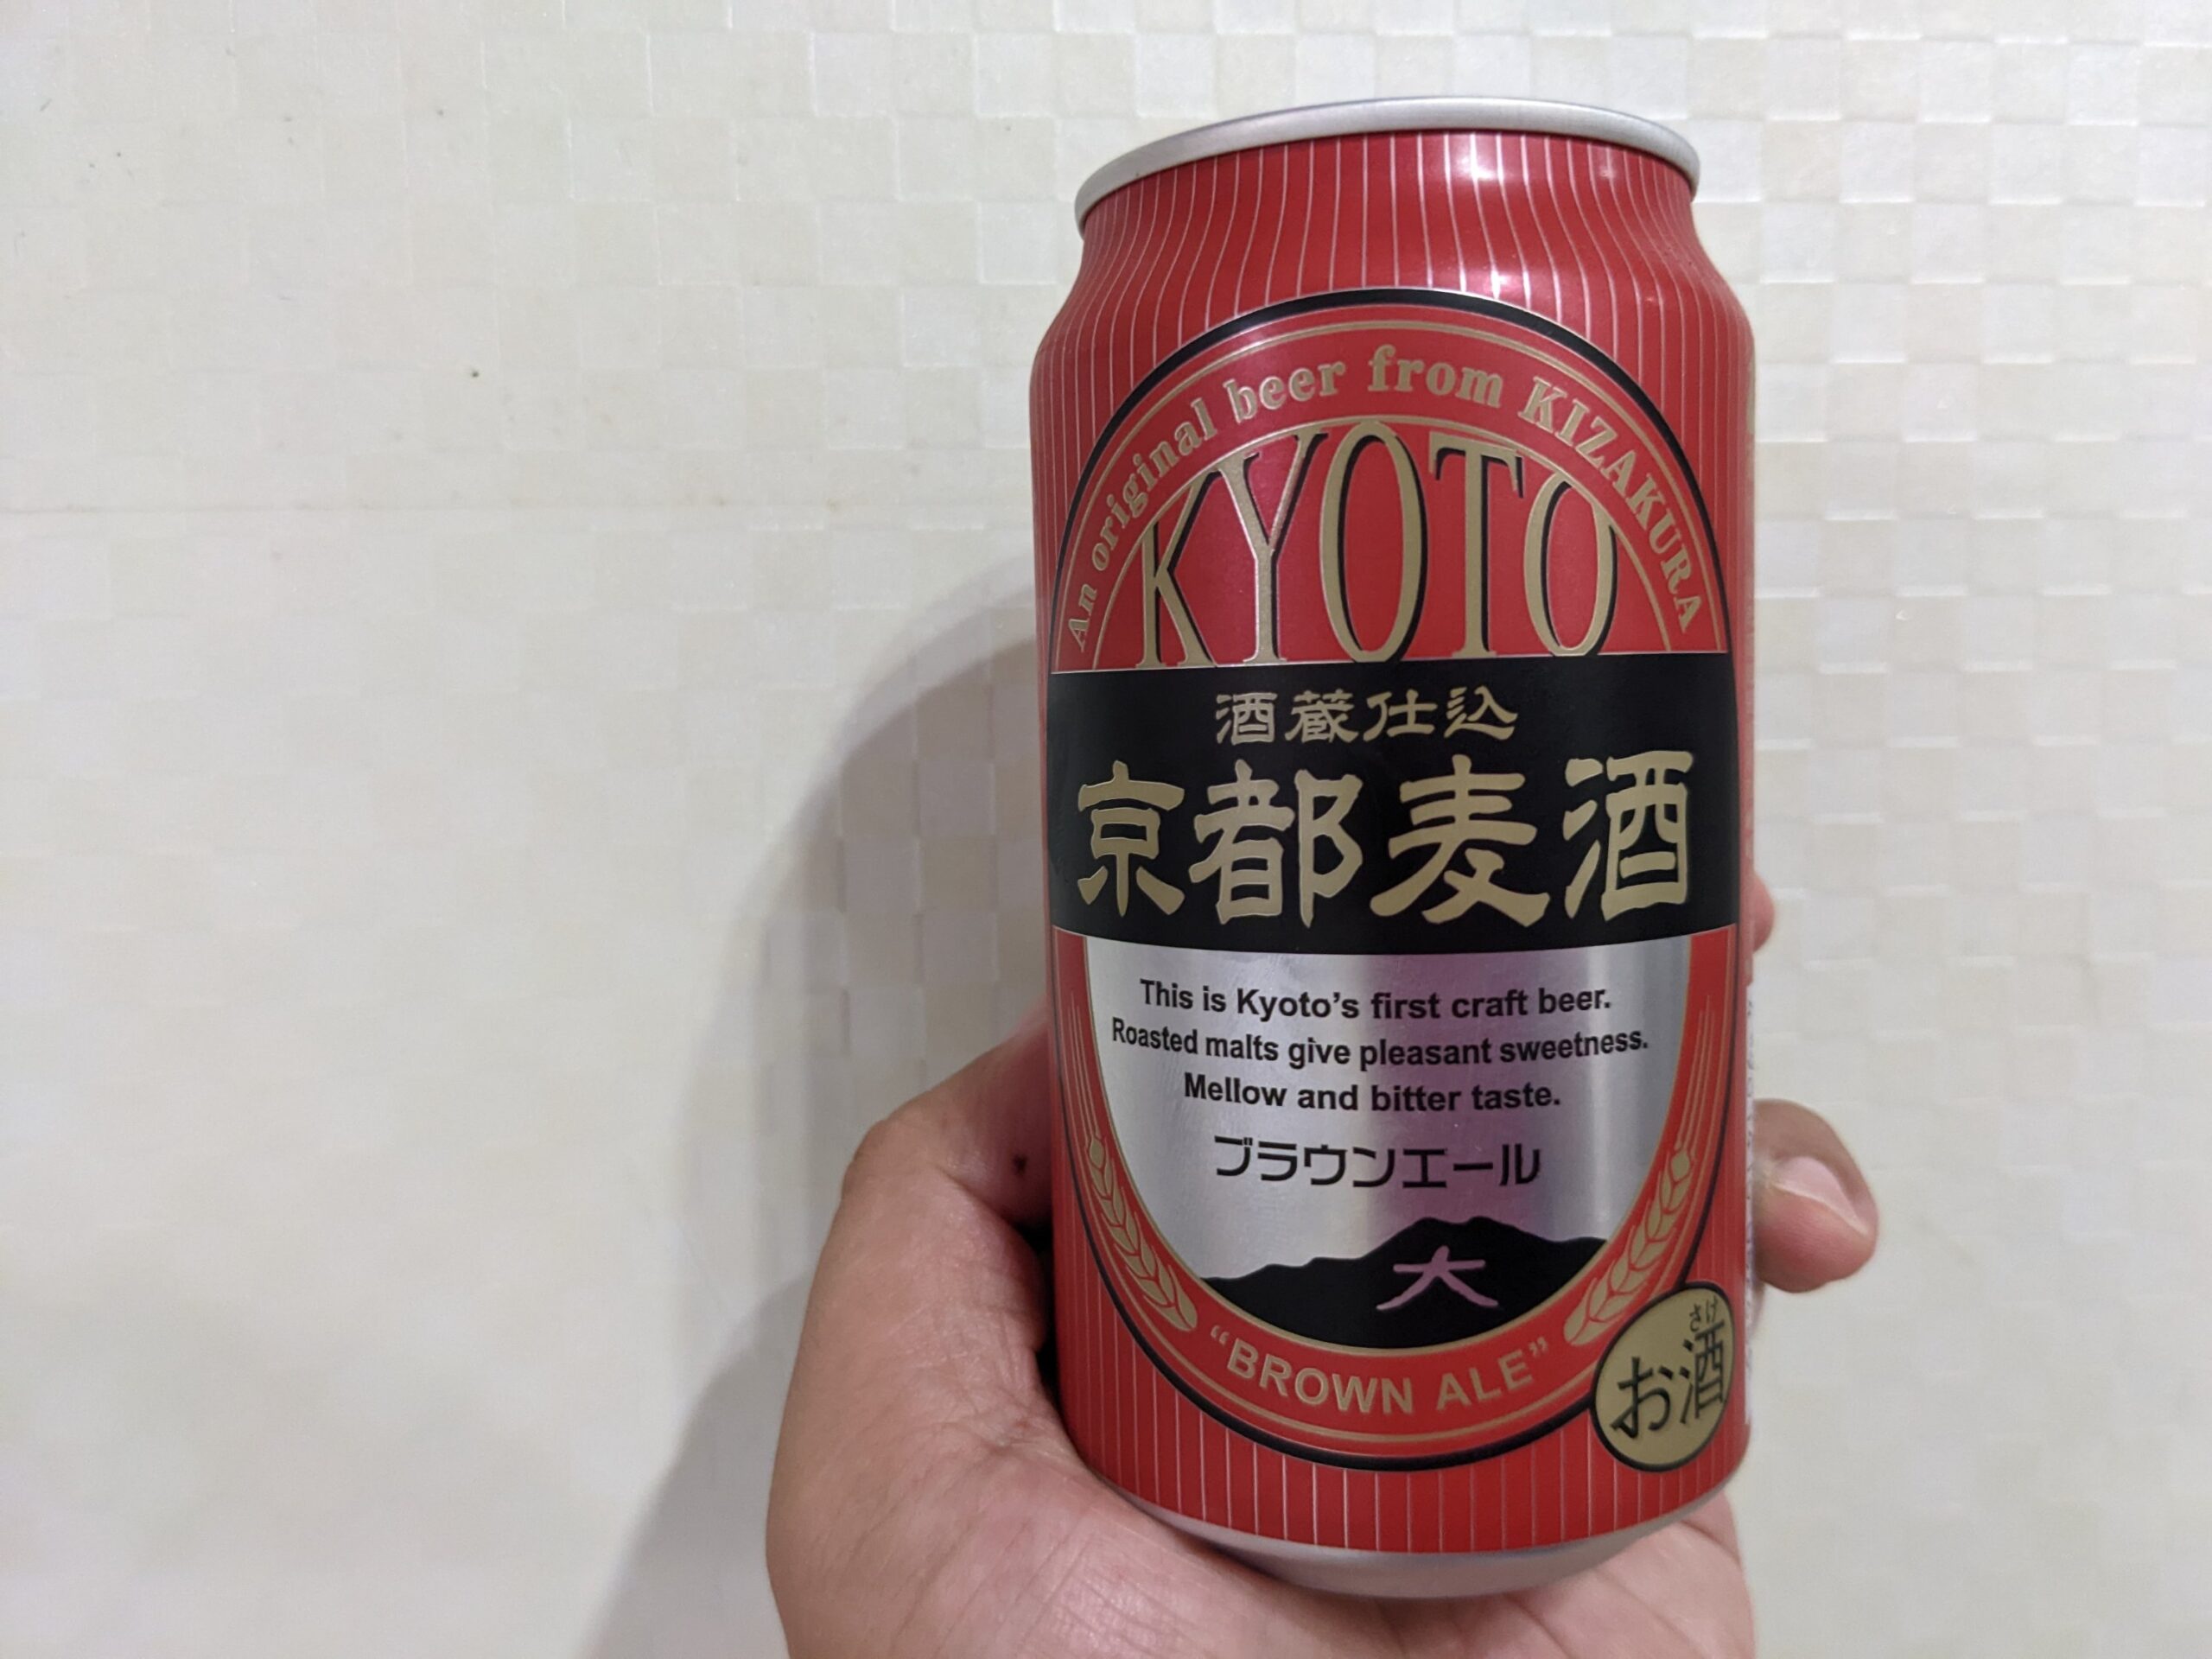 An original beer from KIZAKURA
KYOTO
酒蔵仕込
京都麦酒
This is Kyoto's first craft beer.
Roasted malts give pleasant sweetness.
Mellow and bitter taste.
ブラウンエール
大
"BROWN ALE"
さけ
お酒